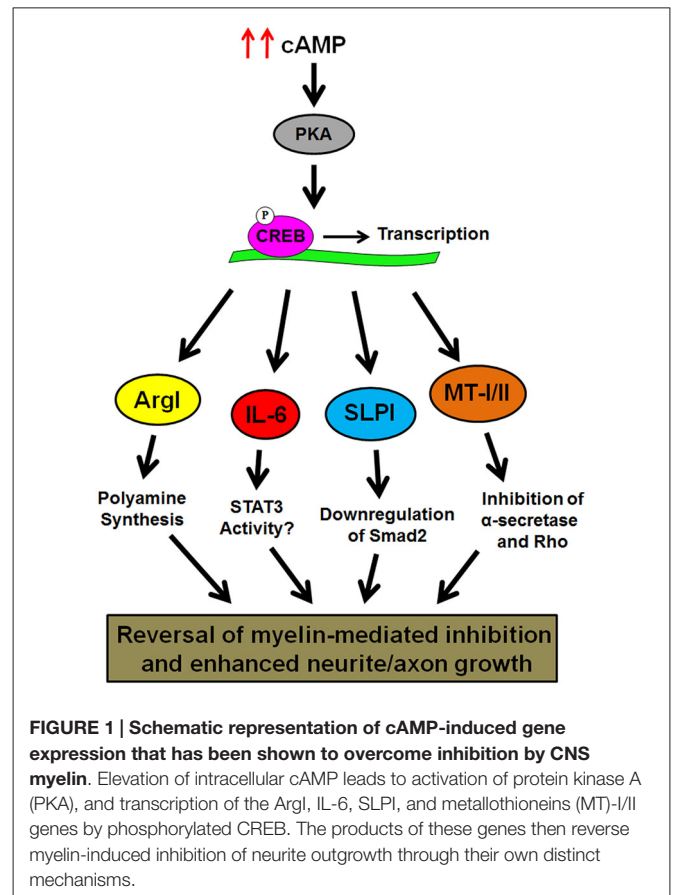 ↑↑ cAMP
PKA
P
CREB
Transcription
ArgI
IL-6
SLPI
MT-I/II
Polyamine
Synthesis
STAT3
Activity?
Downregulation
of Smad2
Inhibition of
α-secretase
and Rho
Reversal of myelin-mediated inhibition
and enhanced neurite/axon growth
FIGURE 1 | Schematic representation of cAMP-induced gene
expression that has been shown to overcome inhibition by CNS
myelin. Elevation of intracellular cAMP leads to activation of protein kinase A
(PKA), and transcription of the ArgI, IL-6, SLPI, and metallothioneins (MT)-I/II
genes by phosphorylated CREB. The products of these genes then reverse
myelin-induced inhibition of neurite outgrowth through their own distinct
mechanisms.